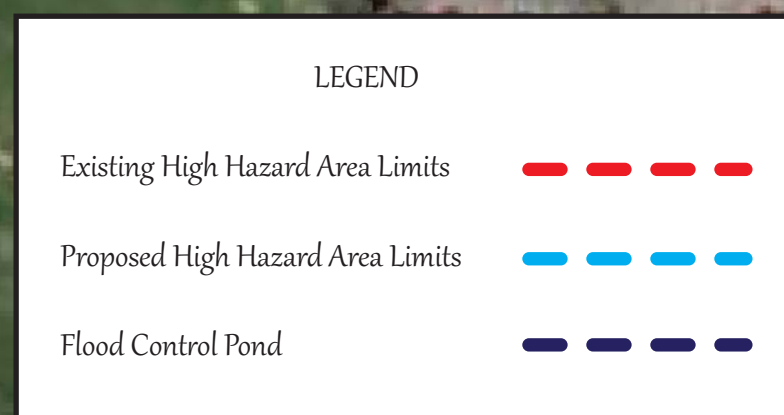 LEGEND
Existing High Hazard Area Limits
Proposed High Hazard Area Limits
Flood Control Pond